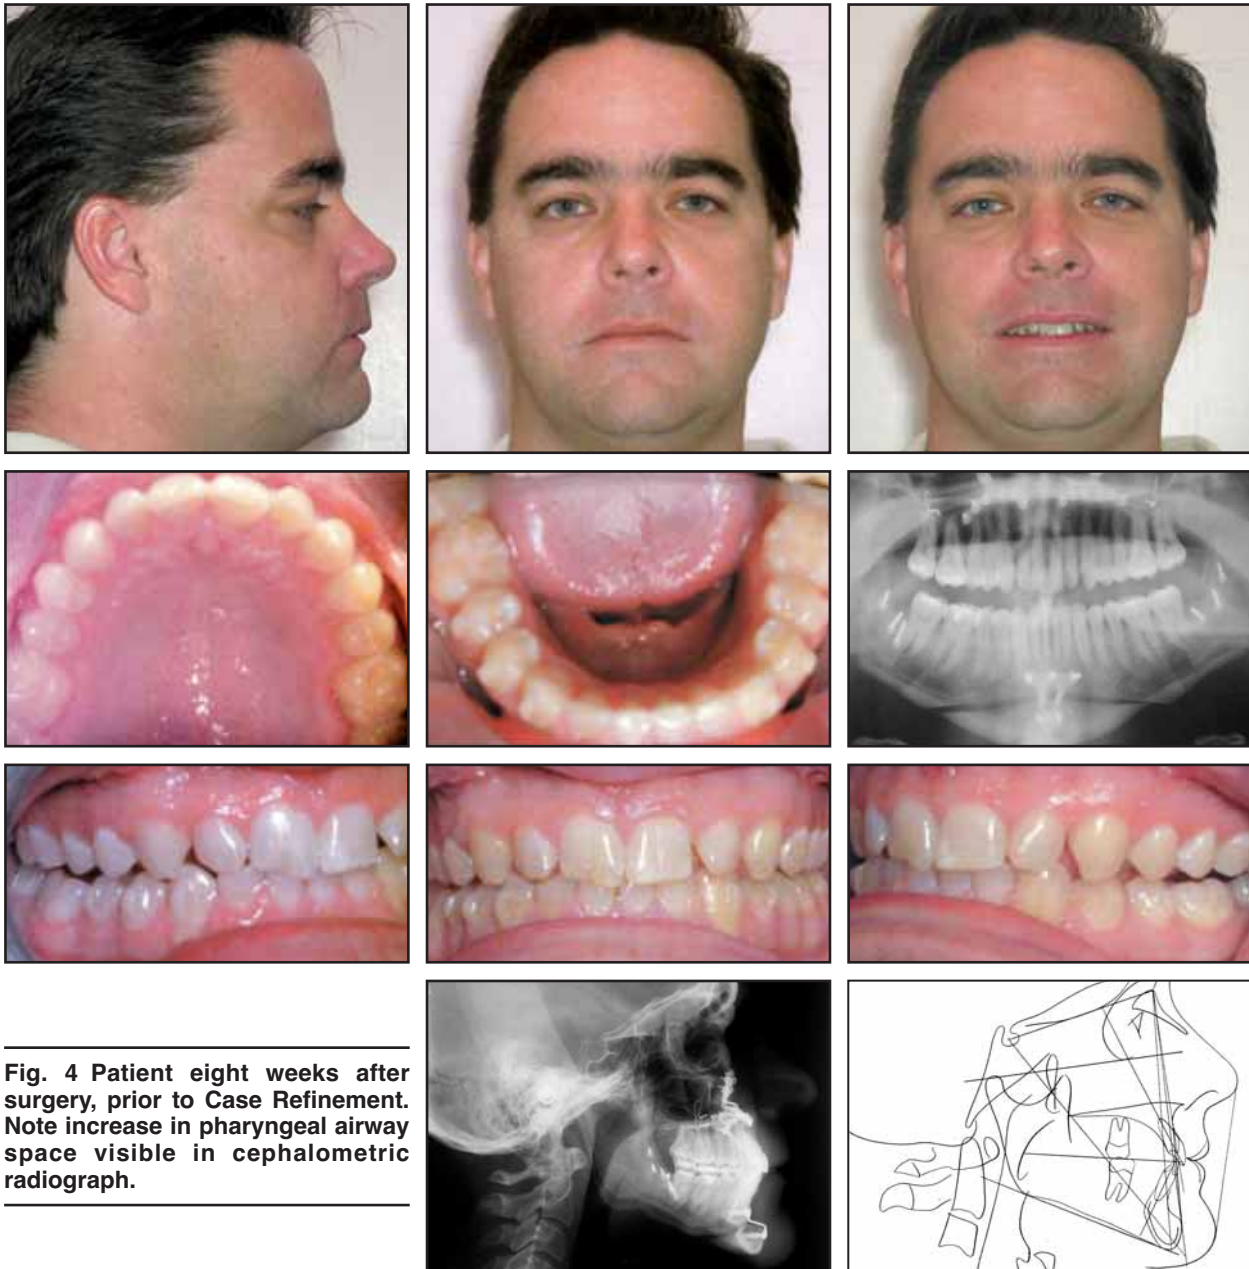 Fig. 4 Patient eight weeks after
surgery, prior to Case Refinement.
Note increase in pharyngeal airway
space visible in cephalometric
radiograph.